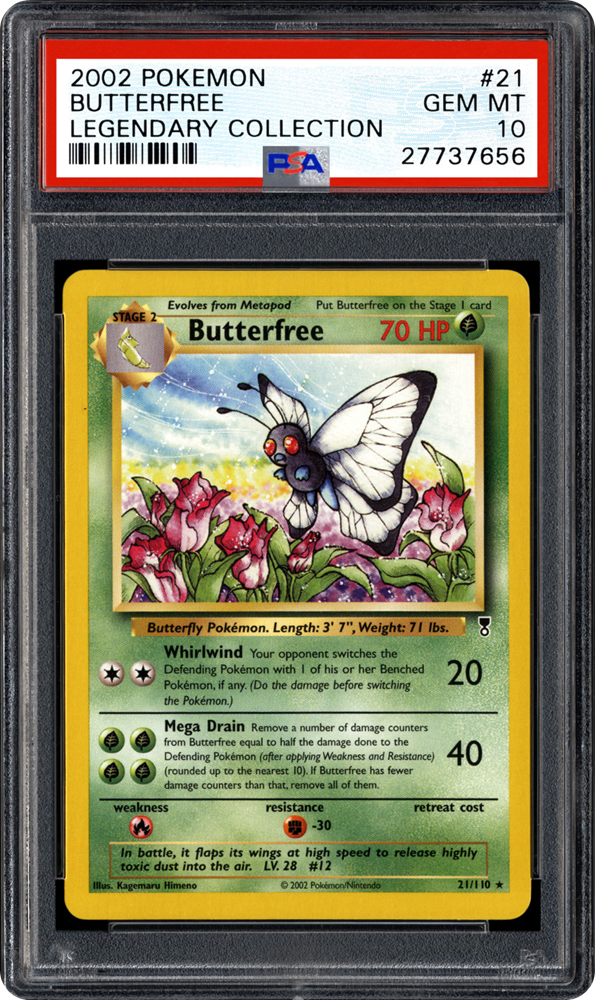 2002 POKEMON #21
BUTTERFREE GEM MT
LEGENDARY COLLECTION 10
PSA 27737656
Evolves from Metapod Put Butterfree on the Stage 1 card
STAGE 2
Butterfree 70 HP
Butterfly Pokémon. Length: 3' 7", Weight: 71 lbs.
Whirlwind Your opponent switches the
Defending Pokémon with 1 of his or her Benched
Pokémon, if any. (Do the damage before switching
the Pokémon.)
20
Mega Drain Remove a number of damage counters
from Butterfree equal to half the damage done to the
Defending Pokémon (after applying Weakness and Resistance)
(rounded up to the nearest 10). If Butterfree has fewer
damage counters than that, remove all of them.
40
weakness resistance retreat cost
-30
In battle, it flaps its wings at high speed to release highly
toxic dust into the air. LV. 28 #12
Illus. Kagemaru Himeno © 2002 Pokémon/Nintendo 21/110 ★